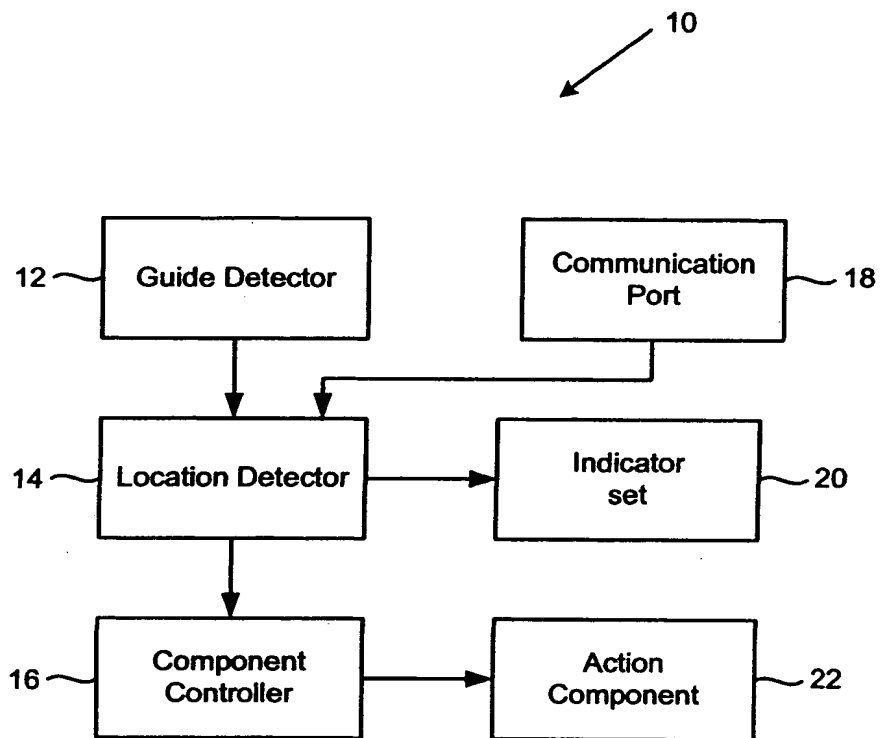 10
12
Guide Detector
Communication
Port
18
14
Location Detector
Indicator
set
20
16
Component
Controller
Action
Component
22